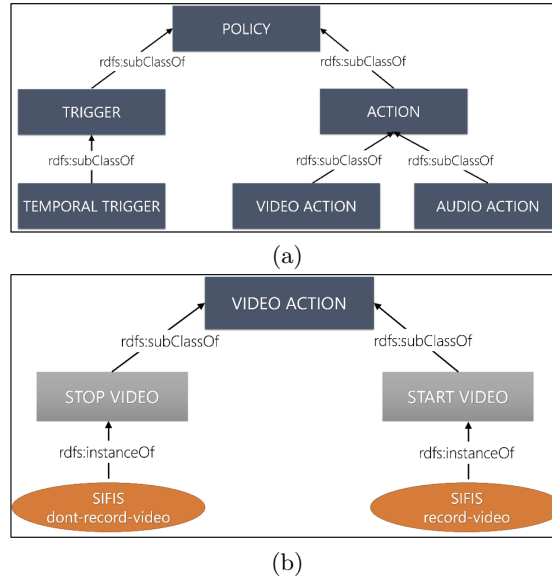 POLICY
rdfs:subClassOf rdfs:subClassOf
TRIGGER ACTION
rdfs:subClassOf rdfs:subClassOf rdfs:subClassOf
TEMPORAL TRIGGER VIDEO ACTION AUDIO ACTION
(a)
VIDEO ACTION
rdfs:subClassOf rdfs:subClassOf
STOP VIDEO START VIDEO
rdfs:instanceOf rdfs:instanceOf
SIFIS SIFIS
dont-record-video record-video
(b)